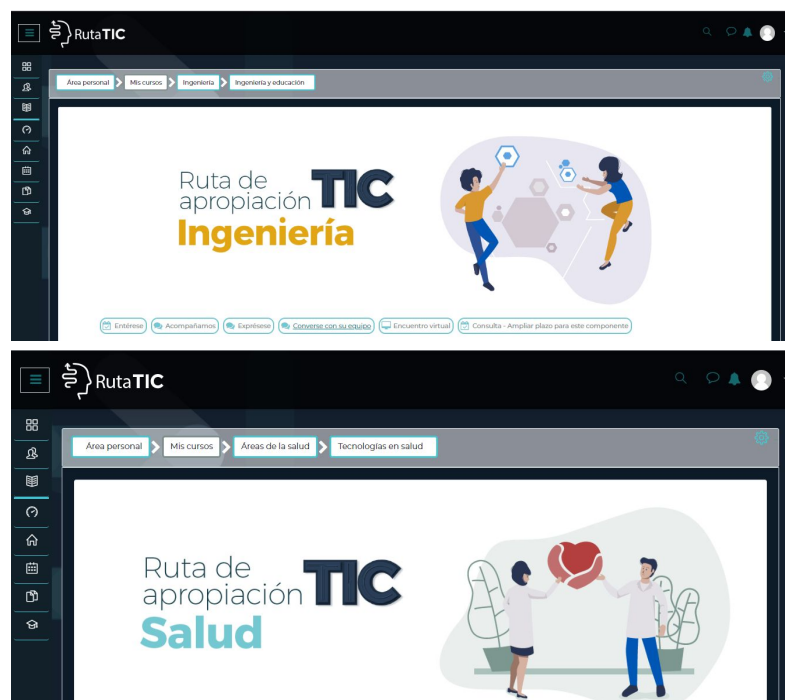 RutaTIC
Área personal Mis cursos Ingeniería Ingeniería y educación
Ruta de
apropiación TIC
Ingeniería
Entérese Acompañamos Exprésese Converse con su equipo Encuentro virtual Consulta - Ampliar plazo para este componente
RutaTIC
Área personal Mis cursos Áreas de la salud Tecnologías en salud
Ruta de
apropiación TIC
Salud